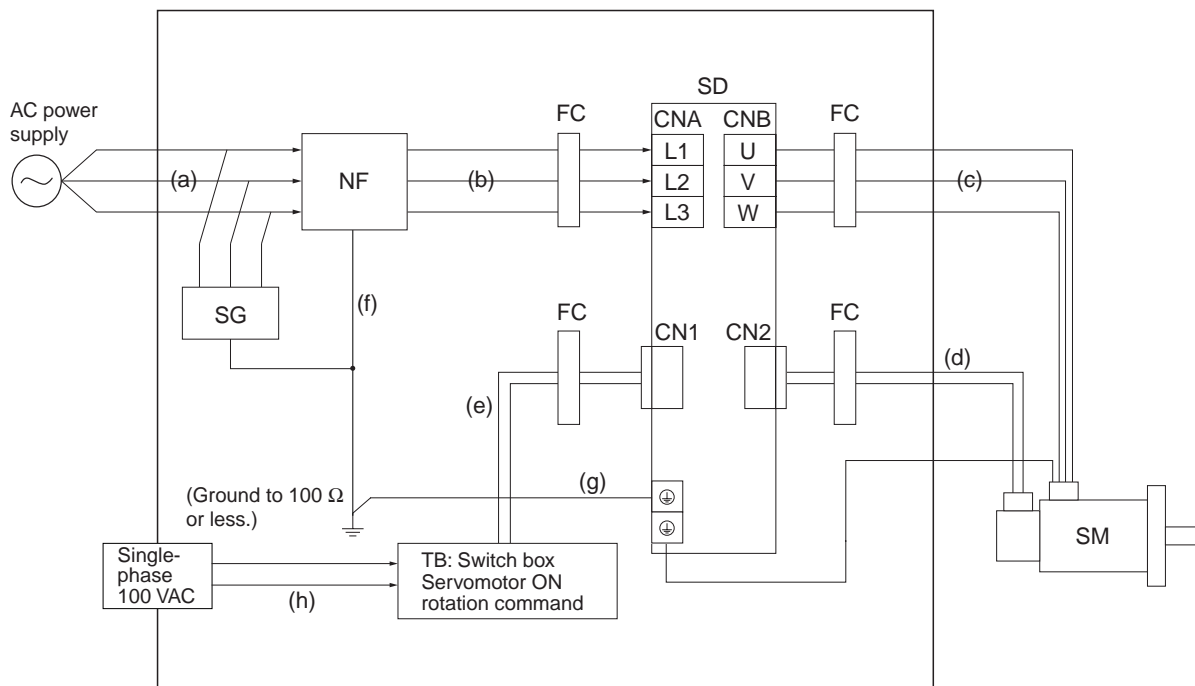 SD
AC power
supply
FC
CNA
CNB
FC
L1
U
(a)
NF
(b)
L2
V
(c)
L3
W
SG
(f)
FC
CN1
CN2
FC
(d)
(e)
(Ground to 100 Ω
or less.)
(g)
SM
Single-
phase
100 VAC
(h)
TB: Switch box
Servomotor ON
rotation command